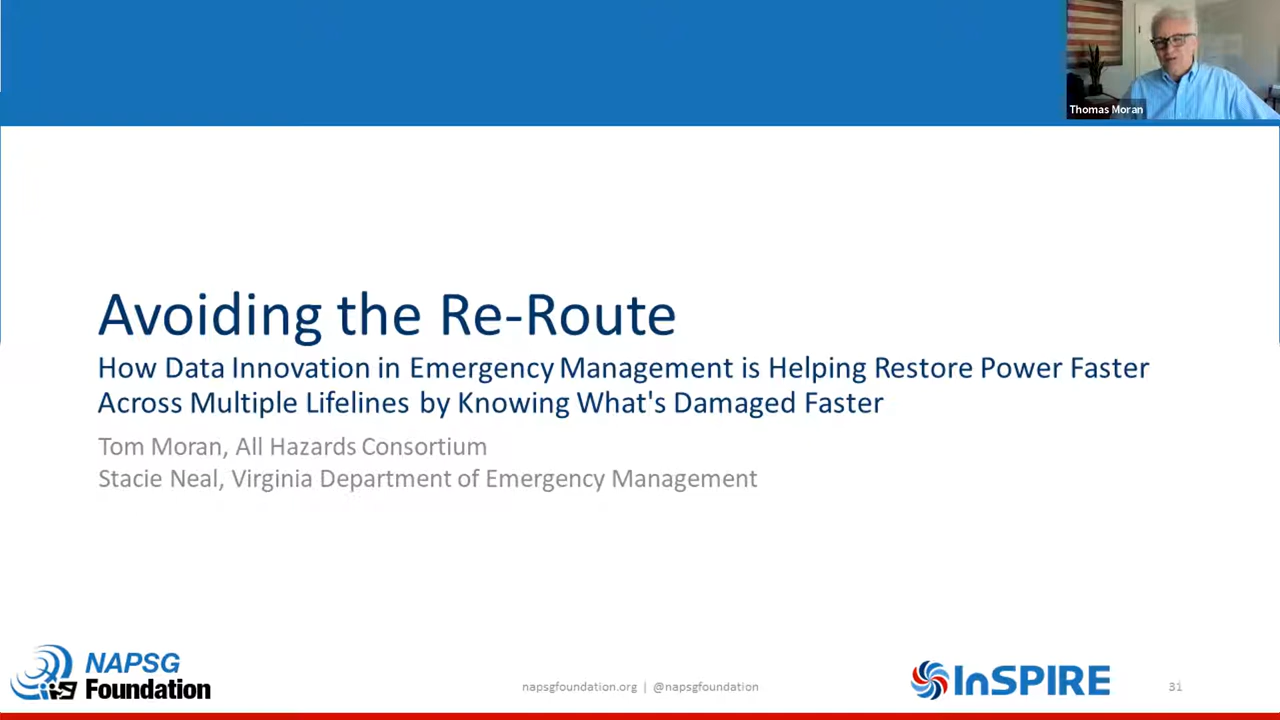 Thomas Moran
Avoiding the Re-Route
How Data Innovation in Emergency Management is Helping Restore Power Faster
Across Multiple Lifelines by Knowing What's Damaged Faster
Tom Moran, All Hazards Consortium
Stacie Neal, Virginia Department of Emergency Management
NAPSG
Foundation
napsgfoundation.org | @napsgfoundation
InSPIRE
31